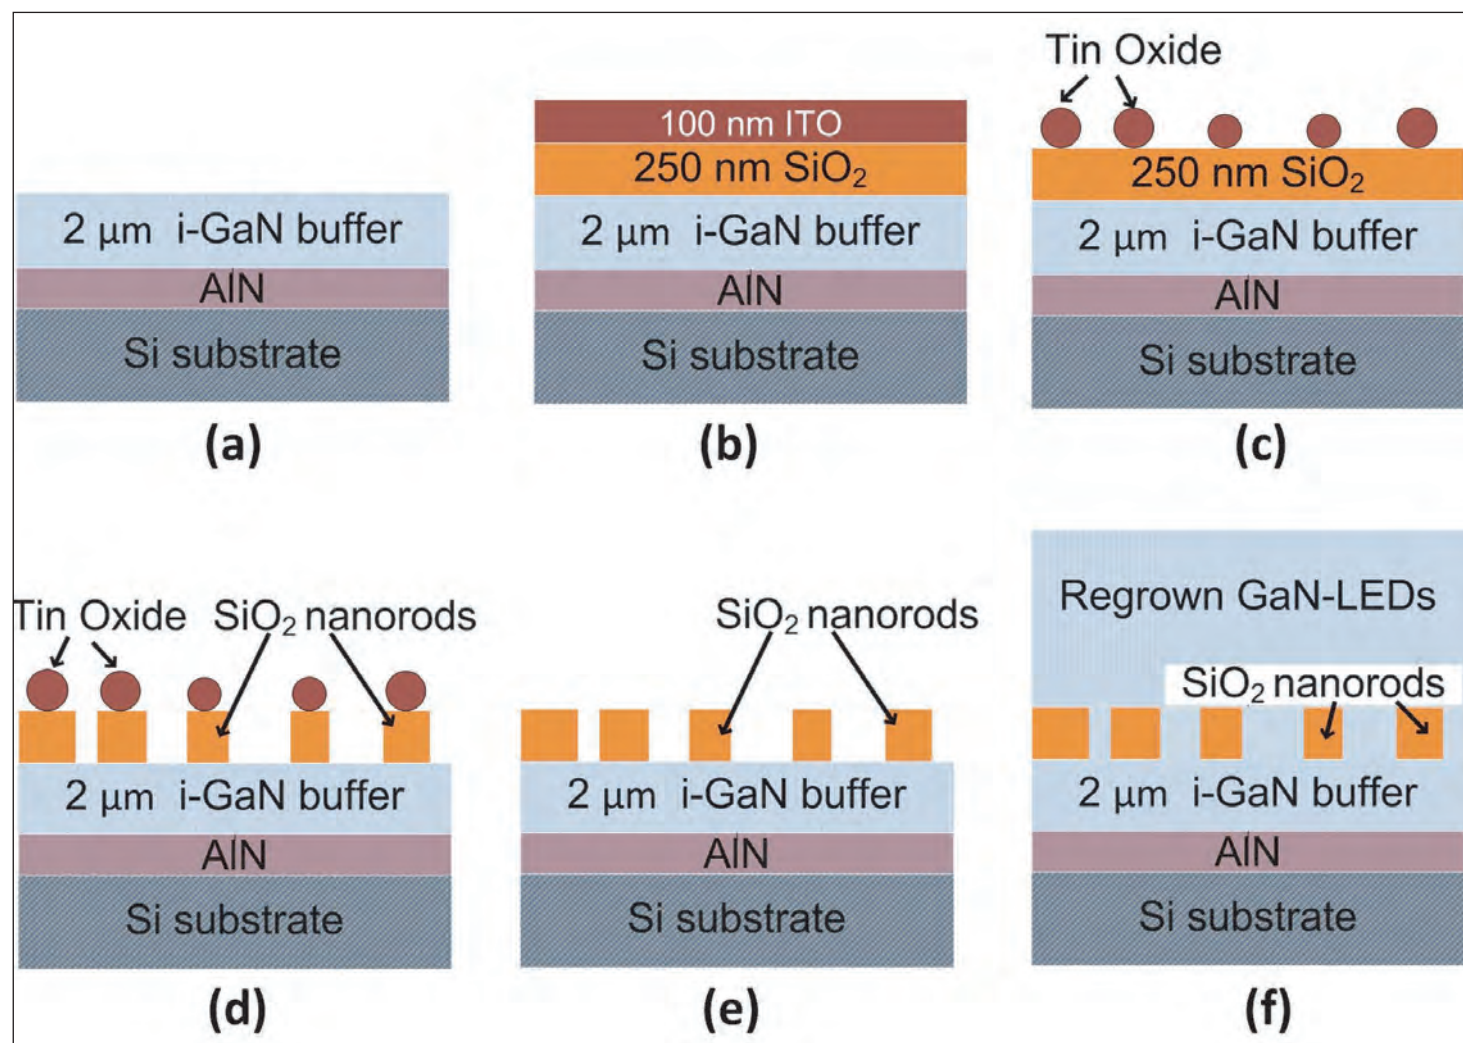 2 μm i-GaN buffer
AlN
Si substrate
(a)
100 nm ITO
250 nm SiO₂
2 μm i-GaN buffer
AlN
Si substrate
(b)
Tin Oxide
250 nm SiO₂
2 μm i-GaN buffer
AlN
Si substrate
(c)
Tin Oxide SiO₂ nanorods
2 μm i-GaN buffer
AlN
Si substrate
(d)
SiO₂ nanorods
2 μm i-GaN buffer
AlN
Si substrate
(e)
Regrown GaN-LEDs
SiO₂ nanorods
2 μm i-GaN buffer
AlN
Si substrate
(f)